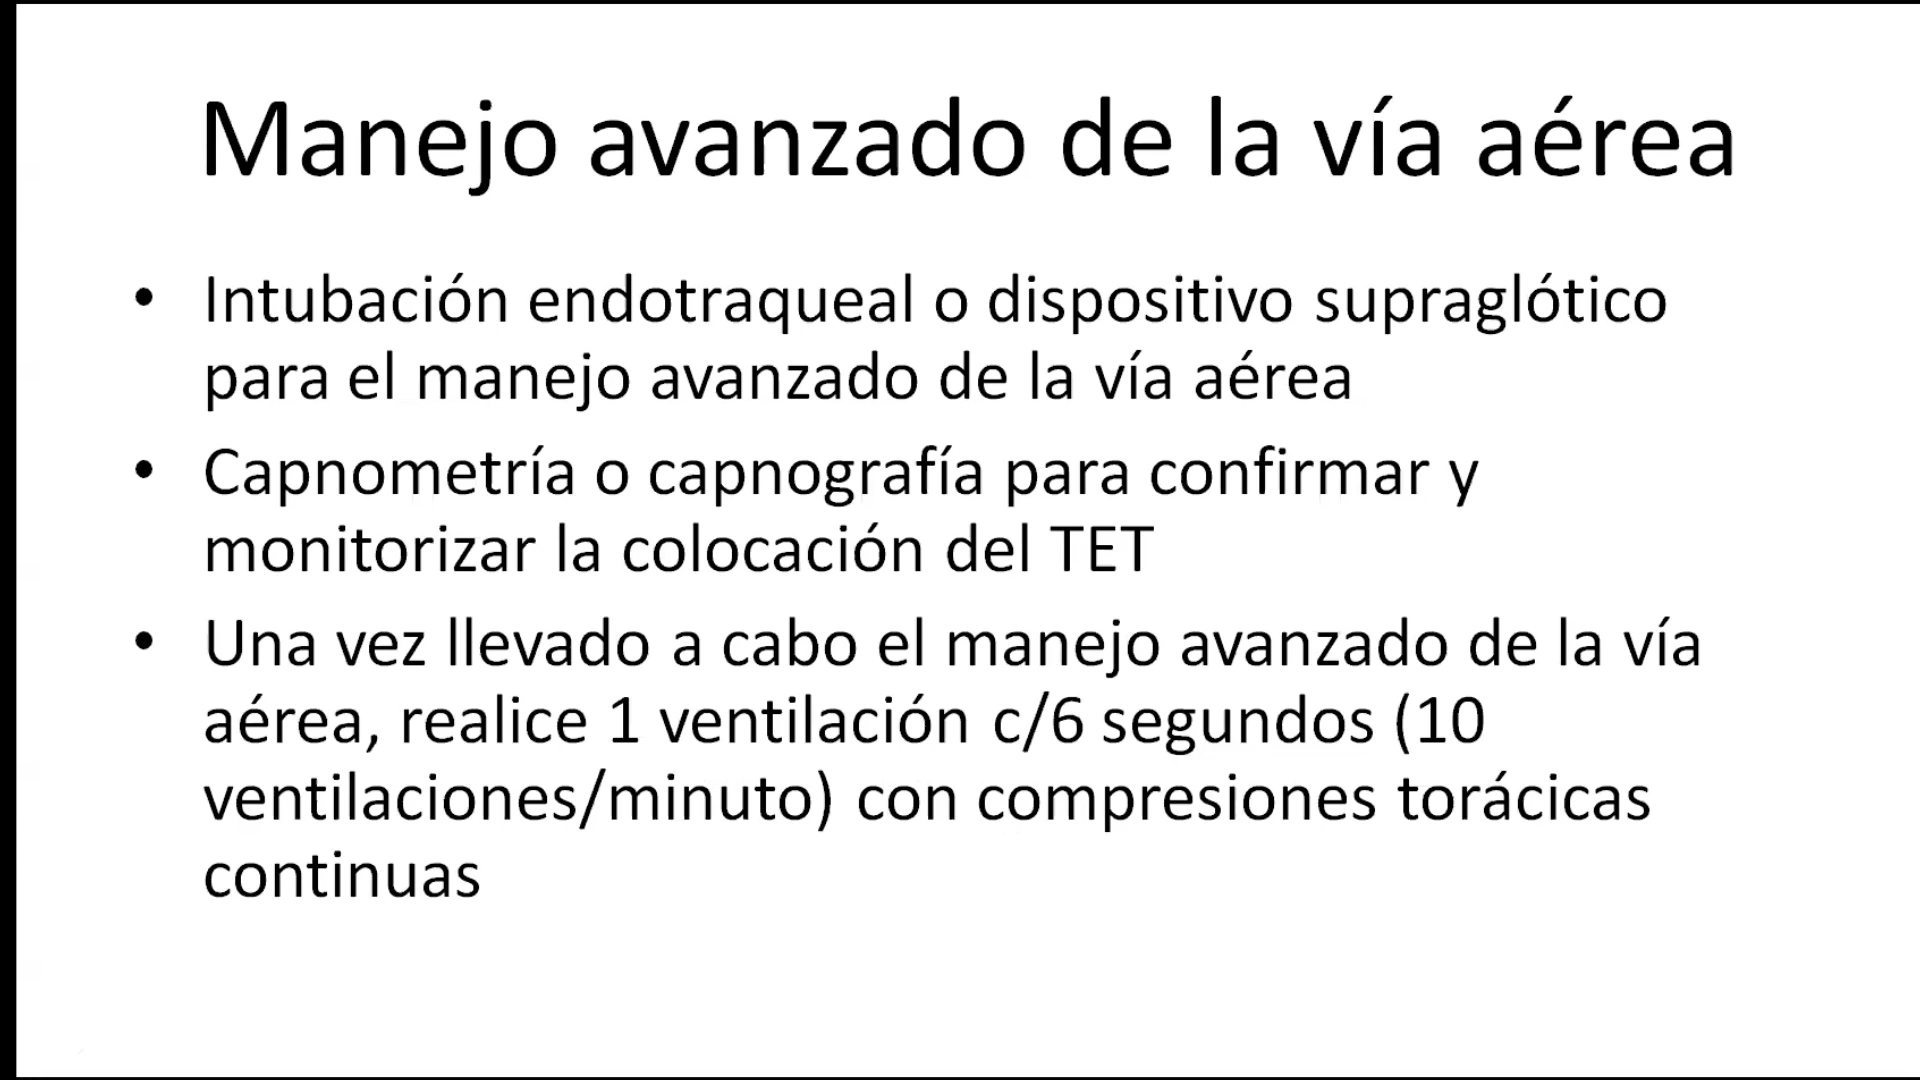 Manejo avanzado de la vía aérea
• Intubación endotraqueal o dispositivo supraglótico
para el manejo avanzado de la vía aérea
• Capnometría o capnografía para confirmar y
monitorizar la colocación del TET
• Una vez llevado a cabo el manejo avanzado de la vía
aérea, realice 1 ventilación c/6 segundos (10
ventilaciones/minuto) con compresiones torácicas
continuas